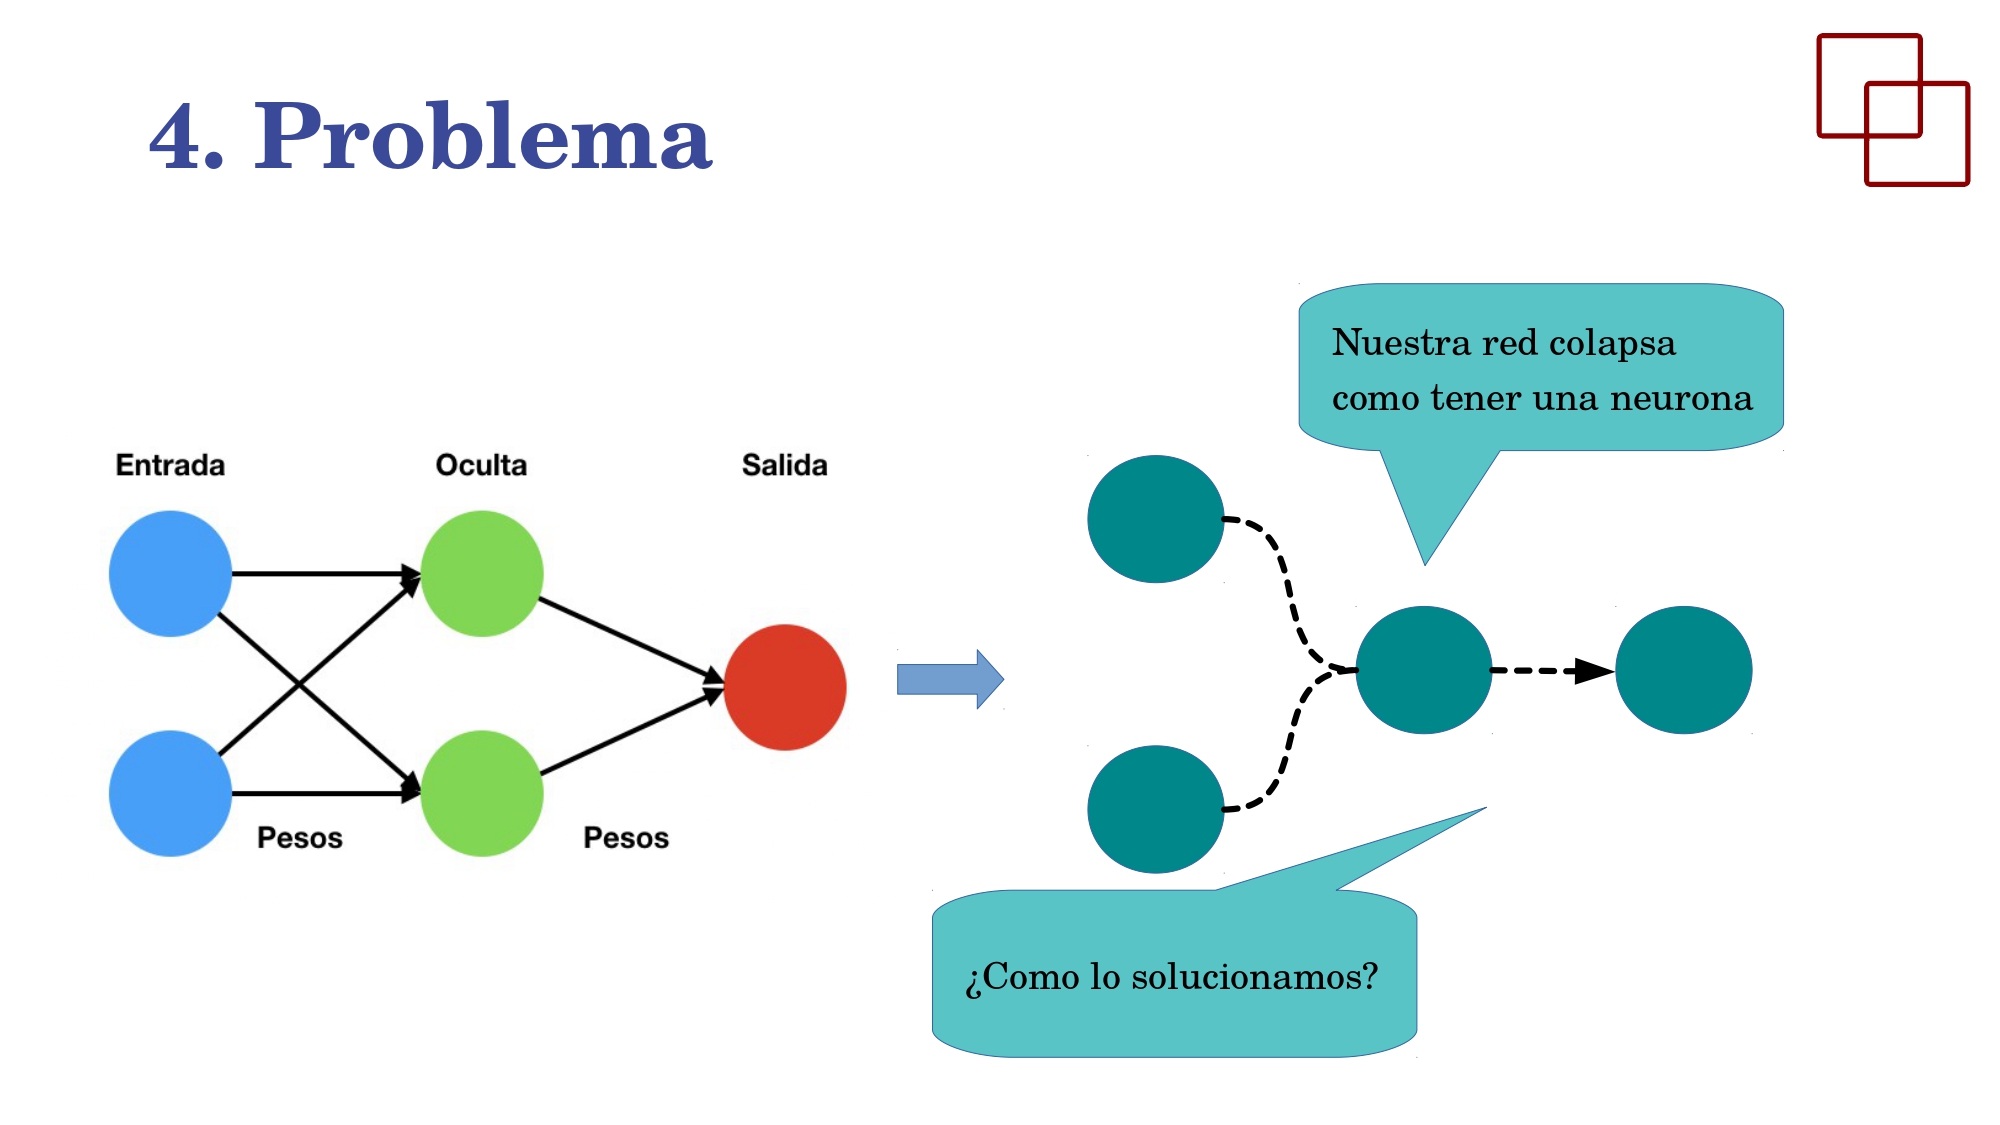 4. Problema
Nuestra red colapsa
como tener una neurona
Entrada
Oculta
Salida
Pesos
Pesos
¿Como lo solucionamos?